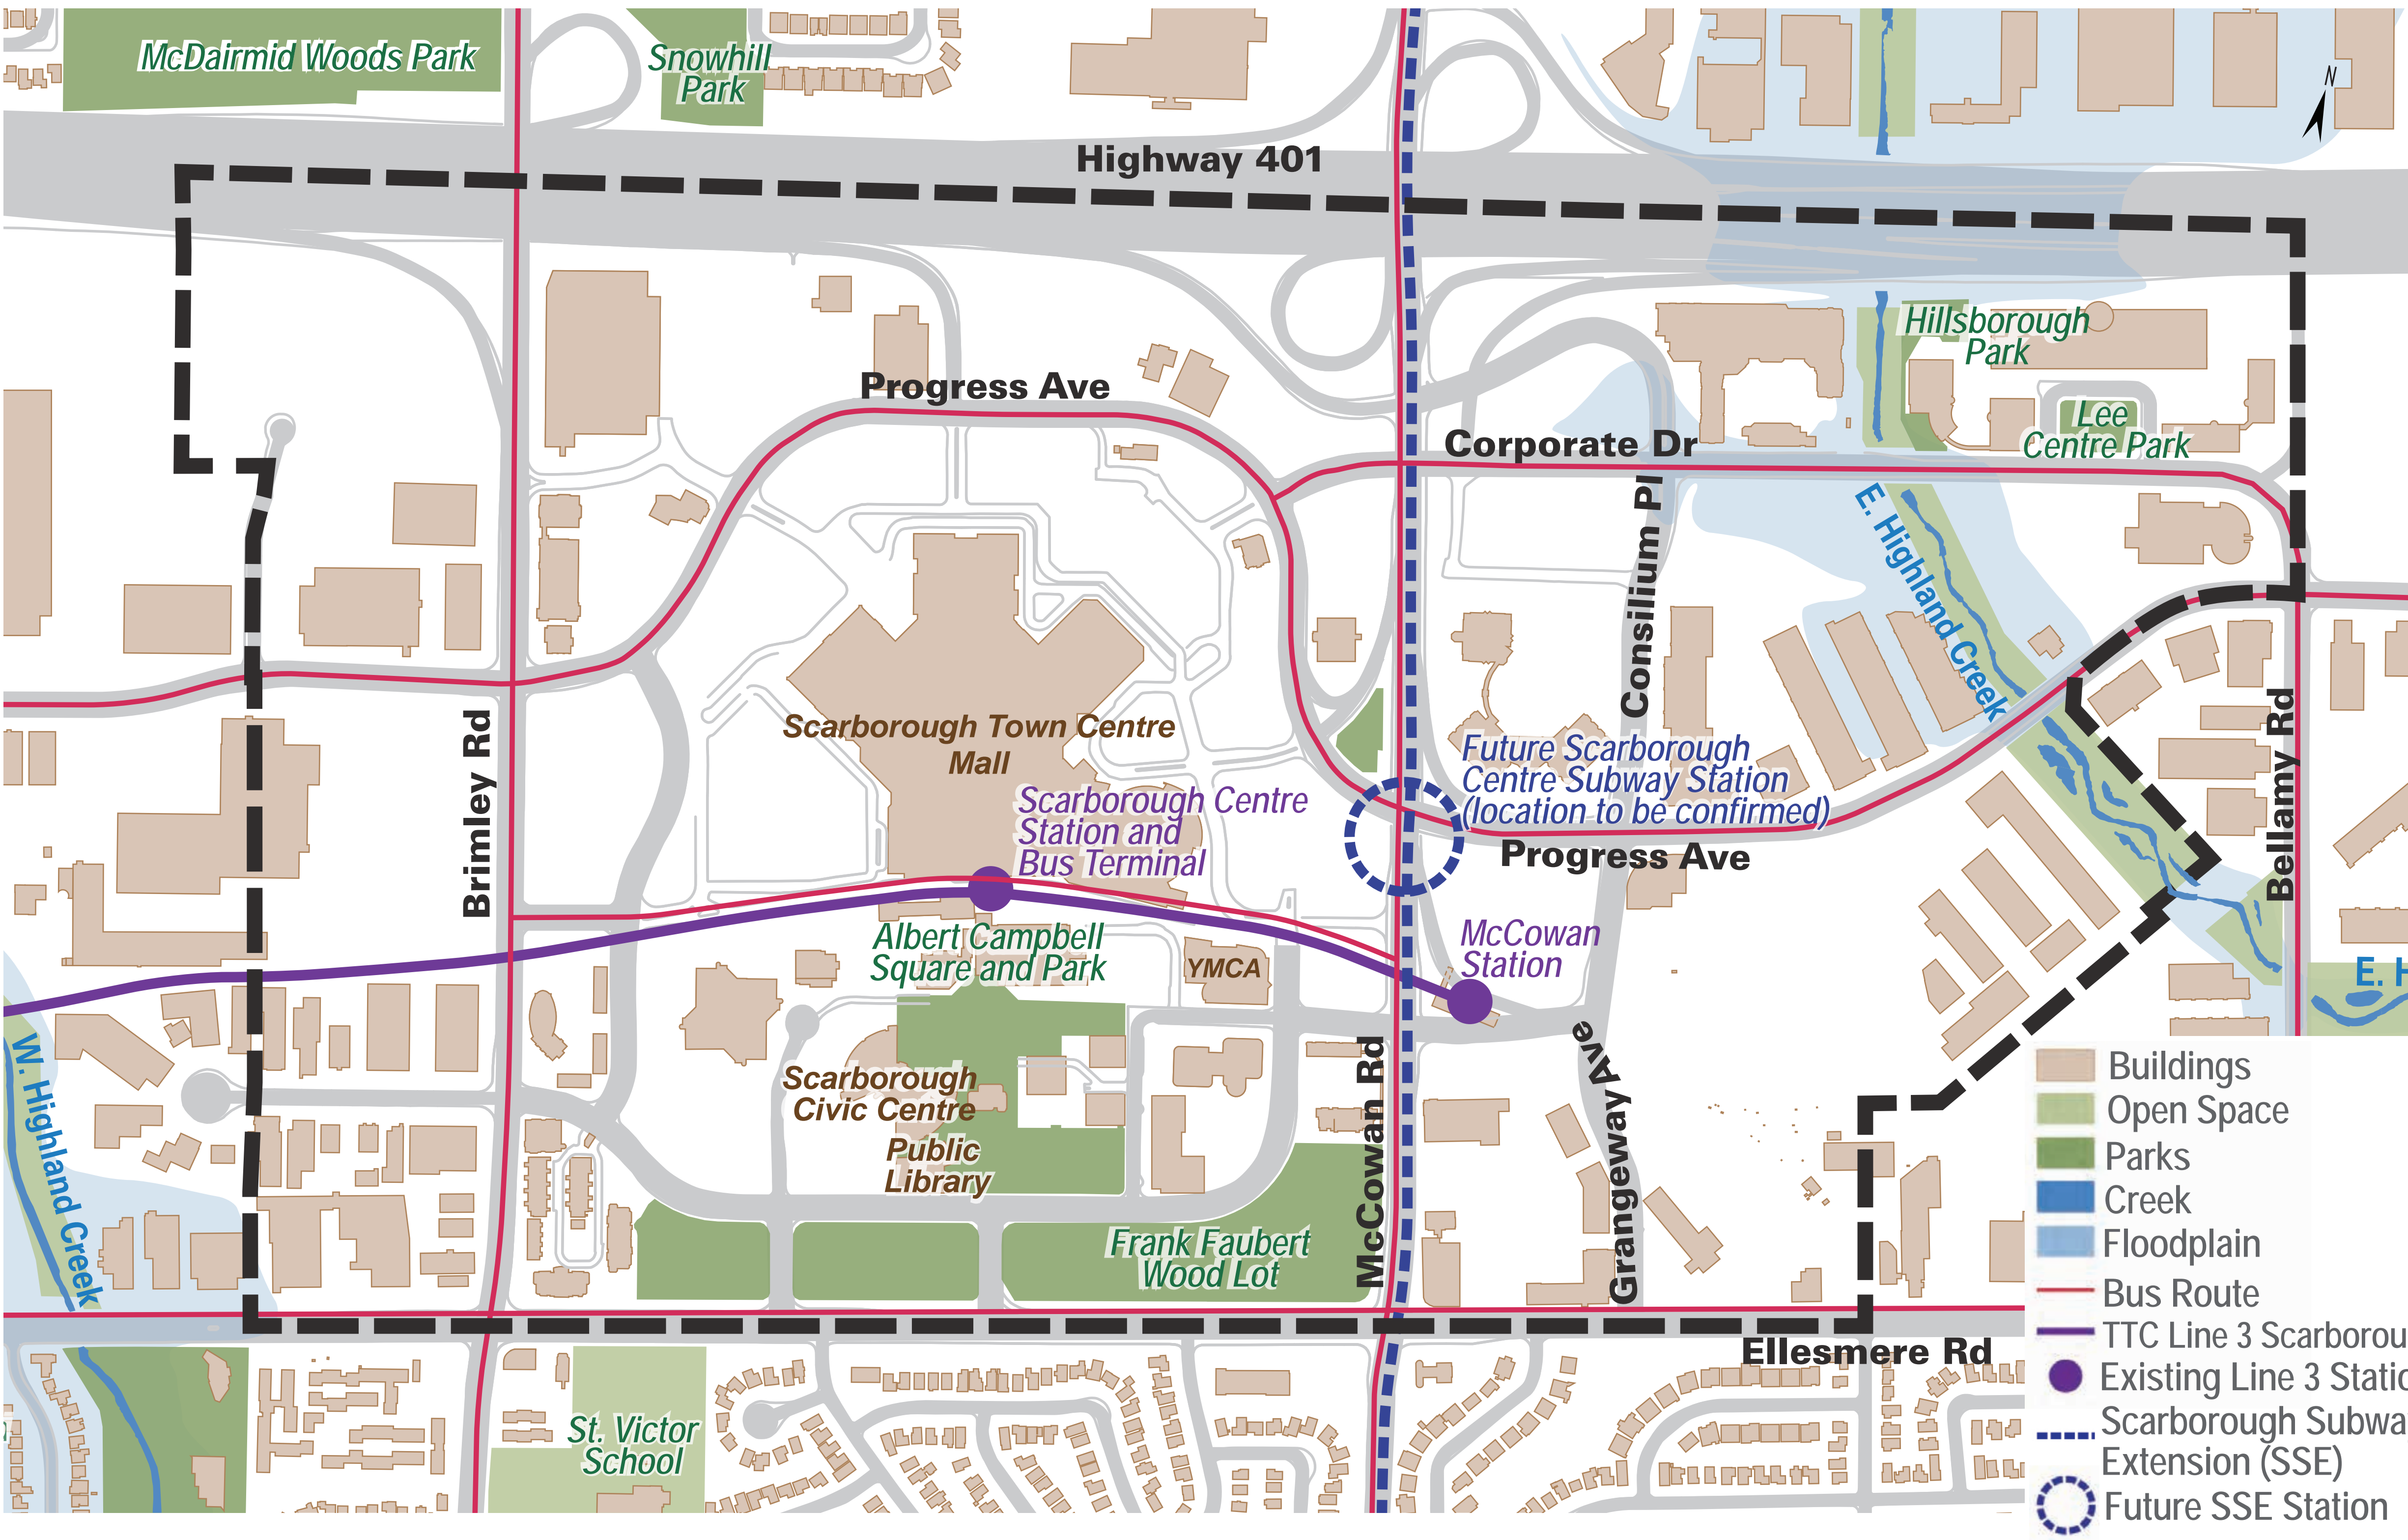 McDairmid Woods Park
Snowhill
Park
N
Highway 401
Hillsborough
Park
Progress Ave
Lee
Centre Park
Corporate Dr
Consilium Pl
E. Highland Creek
Scarborough Town Centre
Mall
Brimley Rd
Bellamy Rd
Future Scarborough
Centre Subway Station
(location to be confirmed)
Scarborough Centre
Station and
Bus Terminal
Progress Ave
Albert Campbell
Square and Park
YMCA
McCowan
Station
E. H
W. Highland Creek
McCowan Rd
Grangeway Ave
Scarborough
Civic Centre
Public
Library
Frank Faubert
Wood Lot
Ellesmere Rd
St. Victor
School
Buildings
Open Space
Parks
Creek
Floodplain
Bus Route
TTC Line 3 Scarborou
Existing Line 3 Static
Scarborough Subwa
Extension (SSE)
Future SSE Station